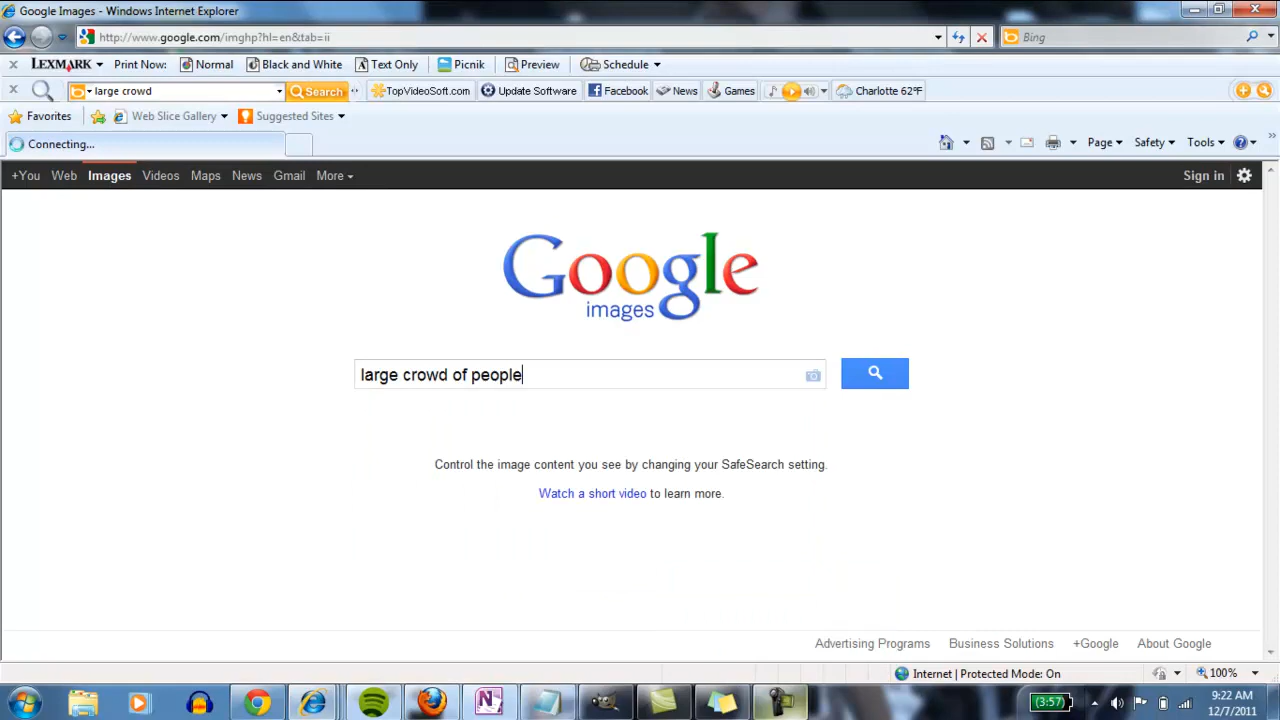 Google Images - Windows Internet Explorer
http://www.google.com/imghp?hl=en&tab=ii
Bing
LEXMARK Print Now: Normal Black and White Text Only Picnik Preview Schedule
large crowd Search TopVideoSoft.com Update Software Facebook News Games Charlotte 62°F
Favorites Web Slice Gallery Suggested Sites
Connecting... Page Safety Tools
+You Web Images Videos Maps News Gmail More Sign in
Google
images
large crowd of people
Control the image content you see by changing your SafeSearch setting.
Watch a short video to learn more.
Advertising Programs Business Solutions +Google About Google
Internet | Protected Mode: On 100%
(3:57) 9:22 AM
12/7/2011